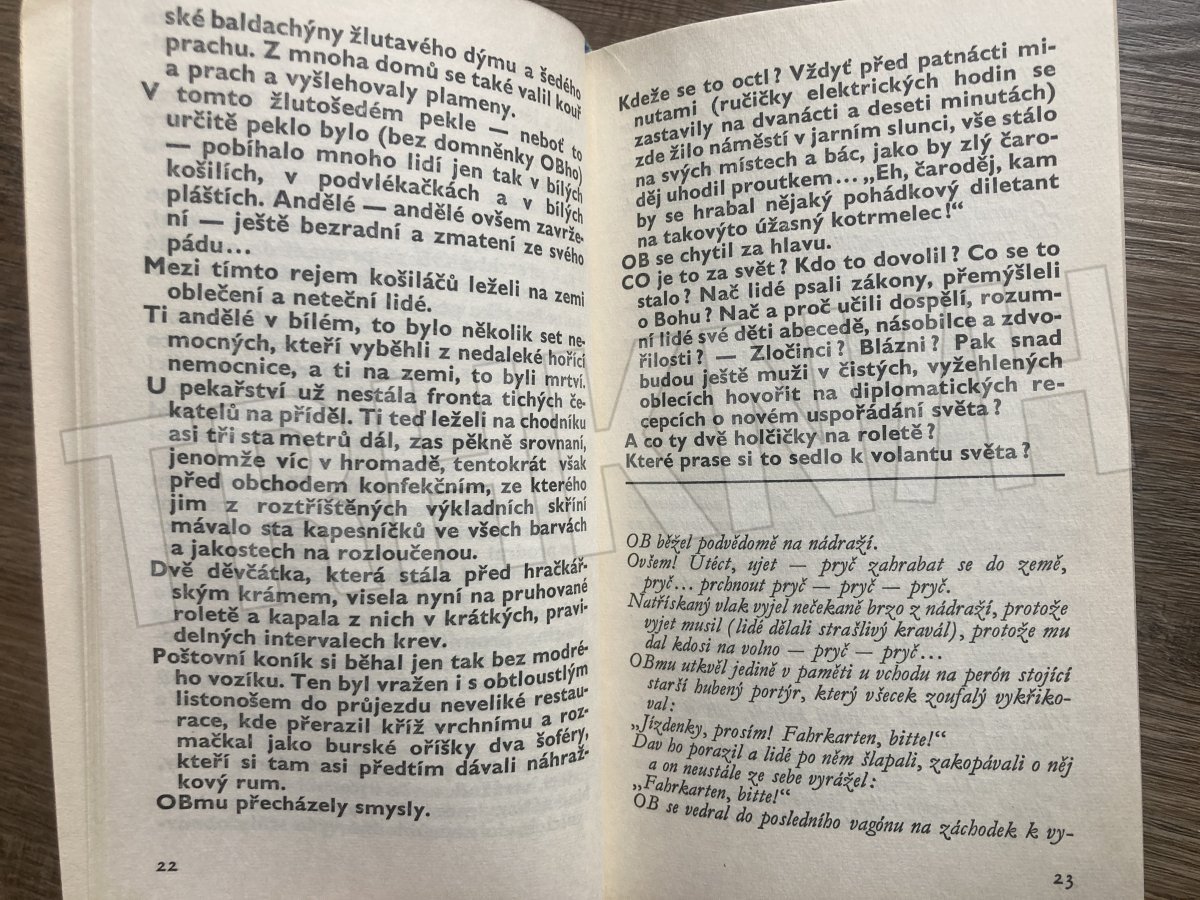 ské baldachýny žlutavého dýmu a šedého
prachu. Z mnoha domů se také valil kouř
a prach a vyšlehovaly plameny.
V tomto žlutošedém pekle — neboť to
určitě peklo bylo (bez domněnky OBho)
— pobíhalo mnoho lidí jen tak v bílých
košilích, v podvlékačkách a v bílých
pláštích. Andělé — andělé ovšem zavrže-
ní — ještě bezradní a zmatení ze svého
pádu...
Mezi tímto rejem košiláčů leželi na zemi
oblečení a neteční lidé.
Ti andělé v bílém, to bylo několik set ne-
mocných, kteří vyběhli z nedaleké hořící
nemocnice, a ti na zemi, to byli mrtví.
U pekařství už nestála fronta tichých če-
katelů na příděl. Ti teď leželi na chodníku
asi tři sta metrů dál, zas pěkně srovnaní,
jenomže víc v hromadě, tentokrát však
před obchodem konfekčním, ze kterého
jim z roztříštěných výkladních skříní
mávalo sta kapesníčků ve všech barvách
a jakostech na rozloučenou.
Dvě děvčátka, která stála před hračkář-
ským krámem, visela nyní na pruhované
roletě a kapala z nich v krátkých, pravi-
delných intervalech krev.
Poštovní koník si běhal jen tak bez modré-
ho vozíku. Ten byl vražen i s obtloustlým
listonošem do průjezdu neveliké restau-
race, kde přerazil kříž vrchnímu a roz-
mačkal jako burské oříšky dva šoféry,
kteří si tam asi předtím dávali náhraž-
kový rum.
OBmu přecházely smysly.
22
Kdeže se to octl? Vždyť před patnácti mi-
nutami (ručičky elektrických hodin se
zastavily na dvanácti a deseti minutách)
zde žilo náměstí v jarním slunci, vše stálo
na svých místech a bác, jako by zlý čaro-
děj uhodil proutkem... „Eh, čaroděj, kam
by se hrabal nějaký pohádkový diletant
na takovýto úžasný kotrmelec!“
OB se chytil za hlavu.
CO je to za svět? Kdo to dovolil? Co se to
stalo? Nač lidé psali zákony, přemýšleli
o Bohu? Nač a proč učili dospělí, rozum-
ní lidé své děti abecedě, násobilce a zdvo-
řilosti? — Zločinci? Blázni? Pak snad
budou ještě muži v čistých, vyžehlených
oblecích hovořit na diplomatických re-
cepcích o novém uspořádání světa?
A co ty dvě holčičky na roletě?
Které prase si to sedlo k volantu světa?
OB běžel podvědomě na nádraží.
Ovšem! Utéct, ujet — pryč zahrabat se do země,
pryč... prchnout pryč — pryč — pryč.
Natřískaný vlak vyjel nečekaně brzo z nádraží, protože
vyjet musil (lidé dělali strašlivý kravál), protože mu
dal kdosi na volno — pryč — pryč...
OBmu utkvěl jedině v paměti u vchodu na perón stojící
starší hubený portýr, který všecek zoufalý vykřiko-
val:
„Jízdenky, prosím! Fahrkarten, bitte!“
Dav ho porazil a lidé po něm šlapali, zakopávali o něj
a on neustále ze sebe vyrážel:
„Fahrkarten, bitte!“
OB se vedral do posledního vagónu na záchodek k vy-
23